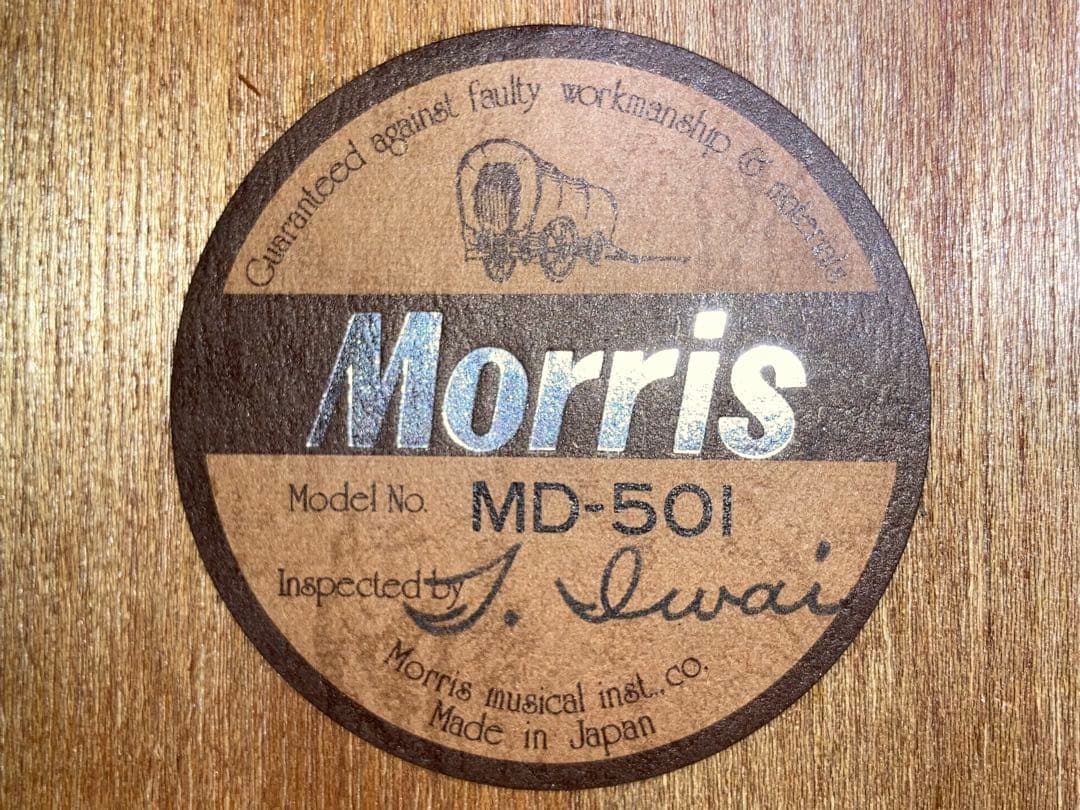 Guaranteed against faulty workmanship & materials
Morris
Model No. MD-501
Inspected by T. Iwai
Morris musical inst., co.
Made in Japan